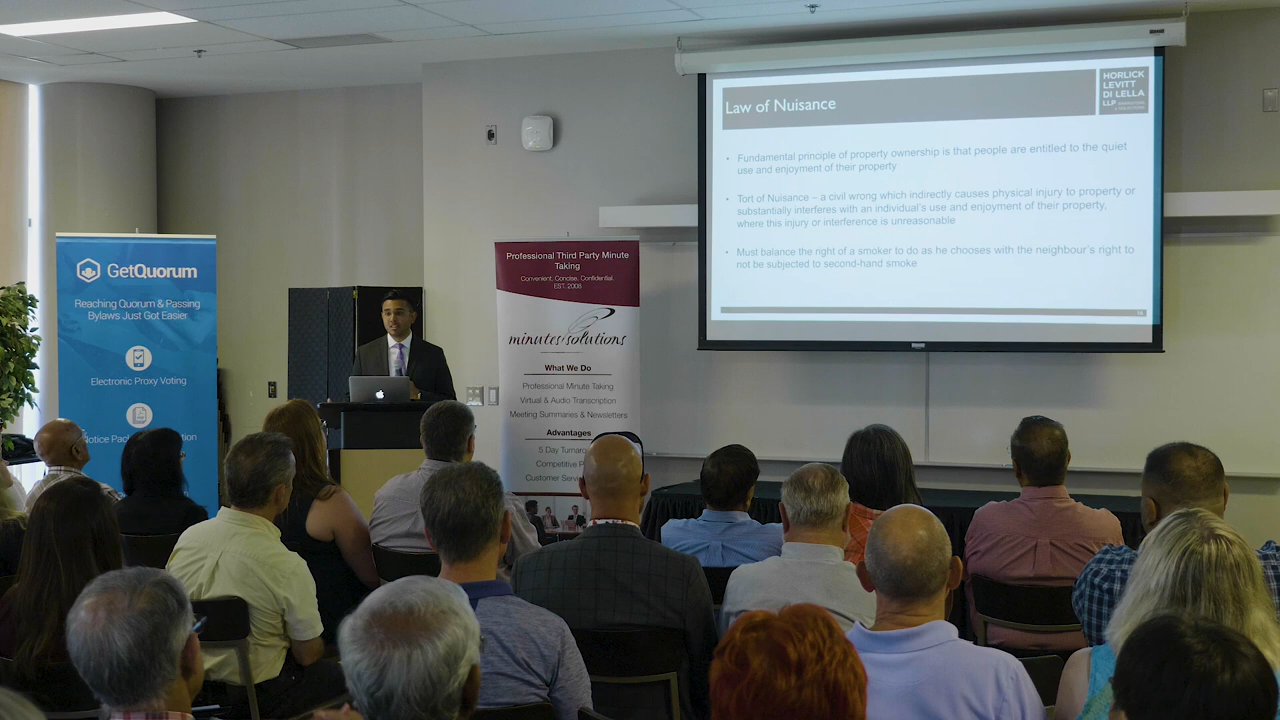 GetQuorum
Reaching Quorum & Passing
Bylaws Just Got Easier
Electronic Proxy Voting
Professional Third Party Minute
Taking
Convenient. Concise. Confidential.
EST. 2008
minutes solutions
What We Do
Professional Minute Taking
Virtual & Audio Transcription
Meeting Summaries & Newsletters
Advantages
5 Day
Competitive
Customer
Law of Nuisance
HORLICK
LEVITT
DI LELLA
LLP
• Fundamental principle of property ownership is that people are entitled to the quiet
use and enjoyment of their property
• Tort of Nuisance – a civil wrong which indirectly causes physical injury to property or
substantially interferes with an individual's use and enjoyment of their property,
where this injury or interference is unreasonable
• Must balance the right of a smoker to do as he chooses with the neighbour's right to
not be subjected to second-hand smoke